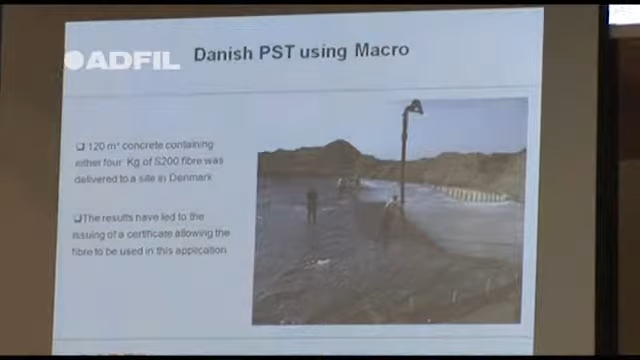 ADFIL
Danish PST using Macro
120 m³ concrete containing
either four Kg of S200 fibre was
delivered to a site in Denmark
The results have led to the
issuing of a certificate allowing the
fibre to be used in this application